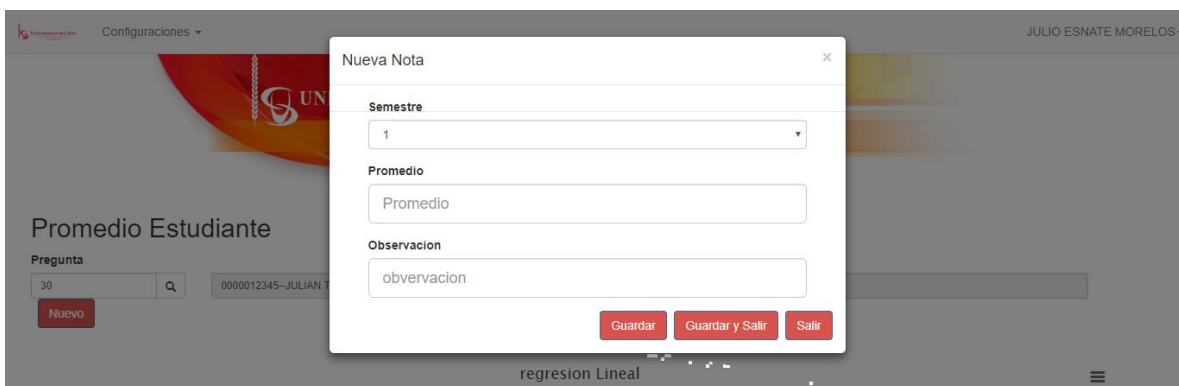 Configuraciones
JULIO ESNATE MORELOS
Nueva Nota
×
UN
Semestre
1
Promedio
Promedio
Observacion
obvervacion
Guardar Guardar y Salir Salir
Promedio Estudiante
Pregunta
30
0000012345--JULIAN T
Nuevo
regresion Lineal